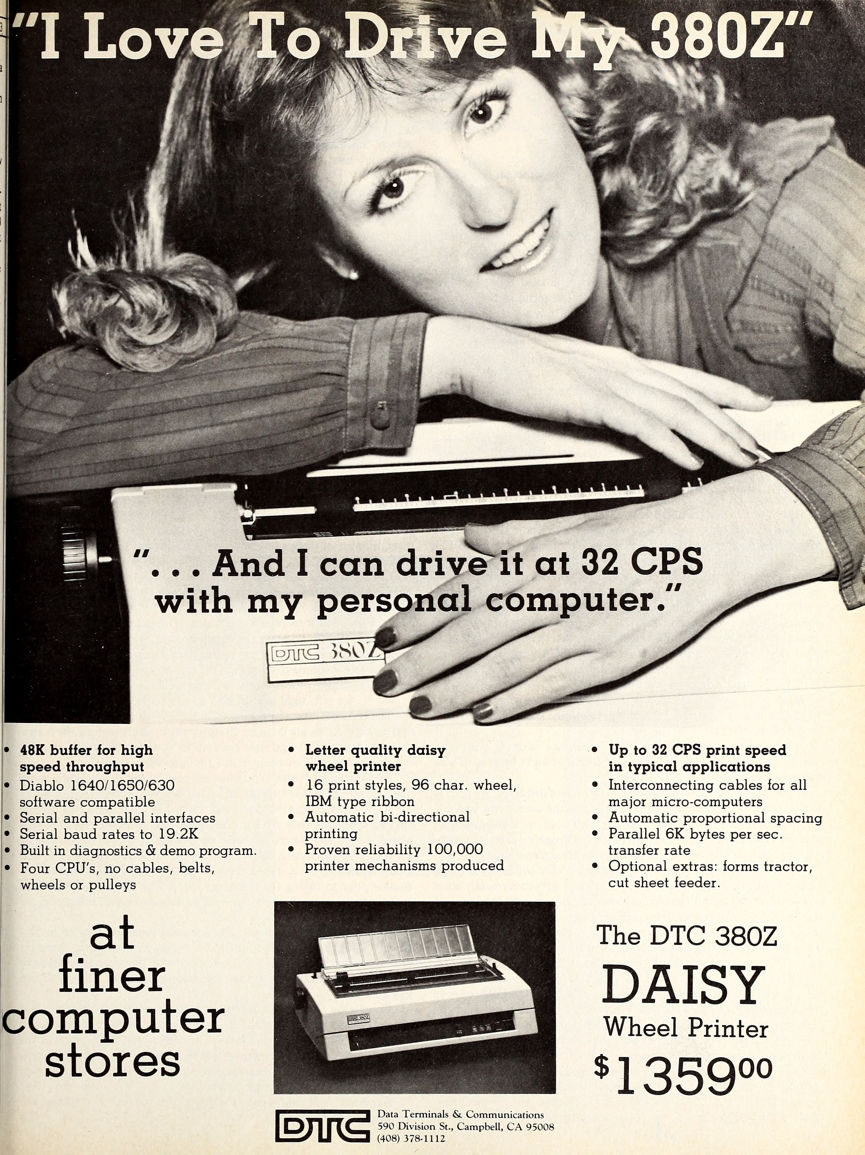 "I Love To Drive My 380Z"
". . . And I can drive it at 32 CPS
with my personal computer."
DTC 380Z
• 48K buffer for high
speed throughput
• Diablo 1640/1650/630
software compatible
• Serial and parallel interfaces
• Serial baud rates to 19.2K
• Built in diagnostics & demo program.
• Four CPU's, no cables, belts,
wheels or pulleys
• Letter quality daisy
wheel printer
• 16 print styles, 96 char. wheel,
IBM type ribbon
• Automatic bi-directional
printing
• Proven reliability 100,000
printer mechanisms produced
• Up to 32 CPS print speed
in typical applications
• Interconnecting cables for all
major micro-computers
• Automatic proportional spacing
• Parallel 6K bytes per sec.
transfer rate
• Optional extras: forms tractor,
cut sheet feeder.
at
finer
computer
stores
The DTC 380Z
DAISY
Wheel Printer
$135900
DTC
Data Terminals & Communications
590 Division St., Campbell, CA 95008
(408) 378-1112